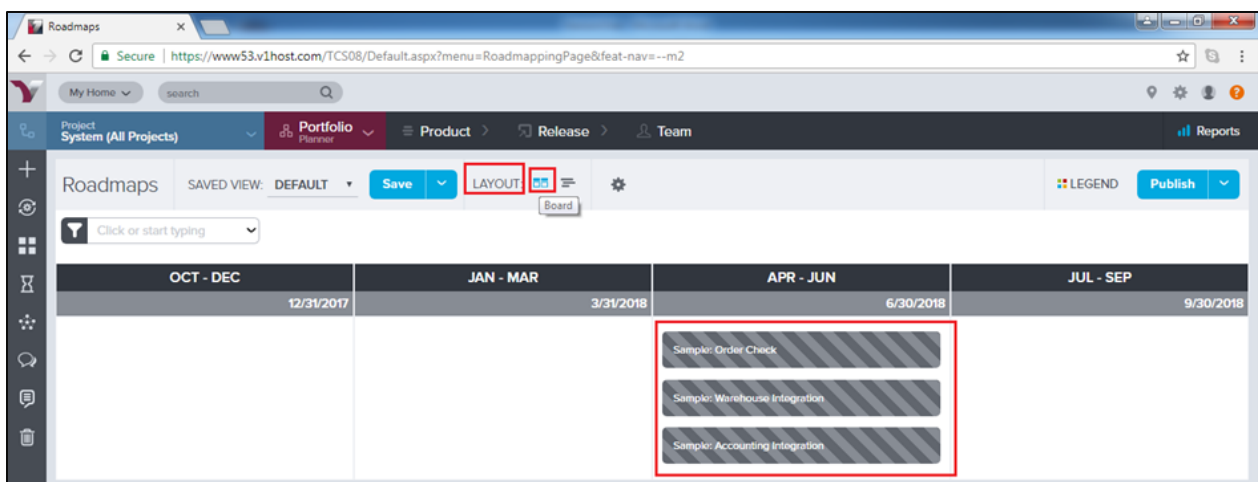 Roadmaps
Secure | https://www53.v1host.com/TCS08/Default.aspx?menu=RoadmappingPage&feat-nav=--m2
My Home search
Project
System (All Projects)
Portfolio
Planner
Product Release Team Reports
Roadmaps SAVED VIEW: DEFAULT Save LAYOUT: LEGEND Publish
Board
Click or start typing
OCT - DEC JAN - MAR APR - JUN JUL - SEP
12/31/2017 3/31/2018 6/30/2018 9/30/2018
Sample: Order Check
Sample: Warehouse Integration
Sample: Accounting Integration